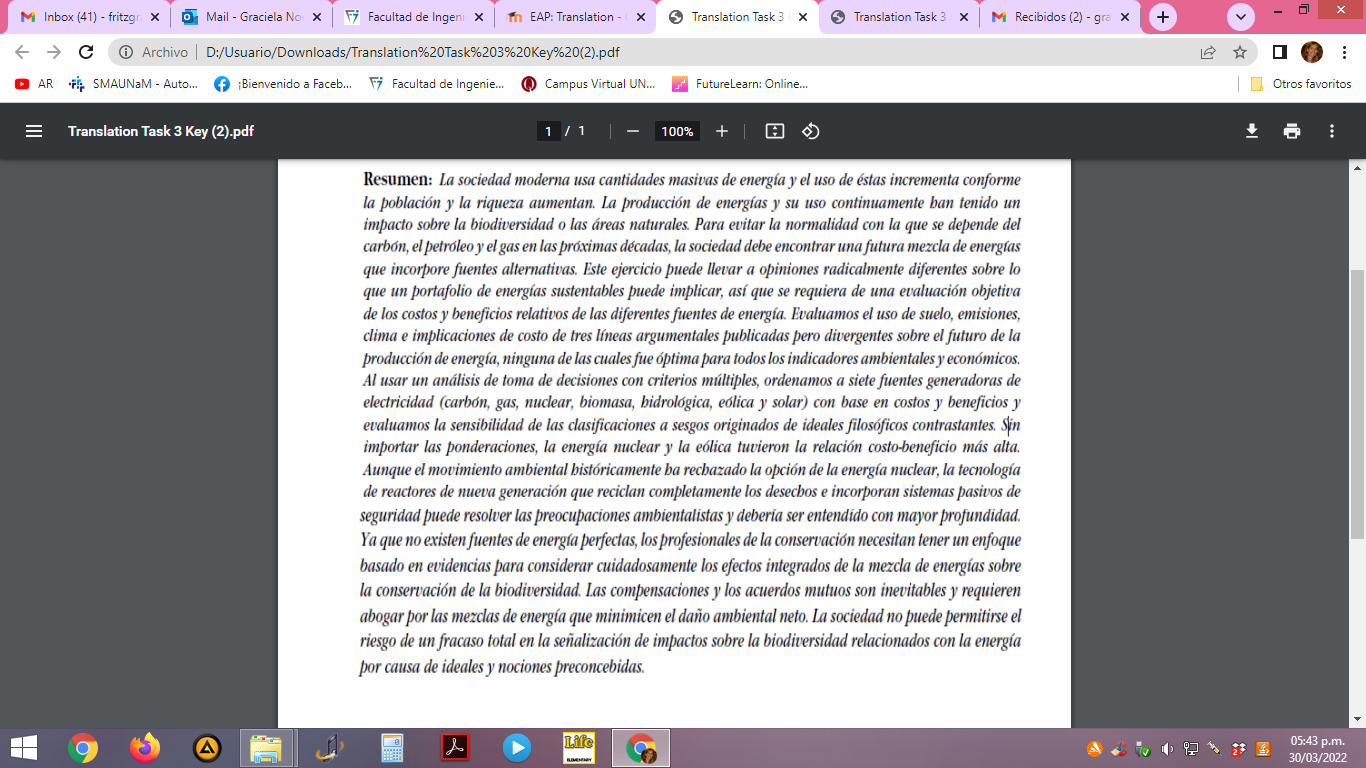 Inbox (41) - fritzgr
Mail - Graciela No
Facultad de Ingeni
EAP: Translation -
Translation Task 3
Translation Task 3
Recibidos (2) - gra
Archivo | D:/Usuario/Downloads/Translation%20Task%203%20Key%20(2).pdf
AR
SMAUNaM - Auto...
¡Bienvenido a Faceb...
Facultad de Ingenie...
Campus Virtual UN...
FutureLearn: Online...
Otros favoritos
Translation Task 3 Key (2).pdf
1 / 1
100%
Resumen: La sociedad moderna usa cantidades masivas de energía y el uso de éstas incrementa conforme
la población y la riqueza aumentan. La producción de energías y su uso continuamente han tenido un
impacto sobre la biodiversidad o las áreas naturales. Para evitar la normalidad con la que se depende del
carbón, el petróleo y el gas en las próximas décadas, la sociedad debe encontrar una futura mezcla de energías
que incorpore fuentes alternativas. Este ejercicio puede llevar a opiniones radicalmente diferentes sobre lo
que un portafolio de energías sustentables puede implicar, así que se requiera de una evaluación objetiva
de los costos y beneficios relativos de las diferentes fuentes de energía. Evaluamos el uso de suelo, emisiones,
clima e implicaciones de costo de tres líneas argumentales publicadas pero divergentes sobre el futuro de la
producción de energía, ninguna de las cuales fue óptima para todos los indicadores ambientales y económicos.
Al usar un análisis de toma de decisiones con criterios múltiples, ordenamos a siete fuentes generadoras de
electricidad (carbón, gas, nuclear, biomasa, hidrológica, eólica y solar) con base en costos y beneficios y
evaluamos la sensibilidad de las clasificaciones a sesgos originados de ideales filosóficos contrastantes. Sin
importar las ponderaciones, la energía nuclear y la eólica tuvieron la relación costo-beneficio más alta.
Aunque el movimiento ambiental históricamente ha rechazado la opción de la energía nuclear, la tecnología
de reactores de nueva generación que reciclan completamente los desechos e incorporan sistemas pasivos de
seguridad puede resolver las preocupaciones ambientalistas y debería ser entendido con mayor profundidad.
Ya que no existen fuentes de energía perfectas, los profesionales de la conservación necesitan tener un enfoque
basado en evidencias para considerar cuidadosamente los efectos integrados de la mezcla de energías sobre
la conservación de la biodiversidad. Las compensaciones y los acuerdos mutuos son inevitables y requieren
abogar por las mezclas de energía que minimicen el daño ambiental neto. La sociedad no puede permitirse el
riesgo de un fracaso total en la señalización de impactos sobre la biodiversidad relacionados con la energía
por causa de ideales y nociones preconcebidas.
Life
ELEMENTARY
05:43 p.m.
30/03/2022